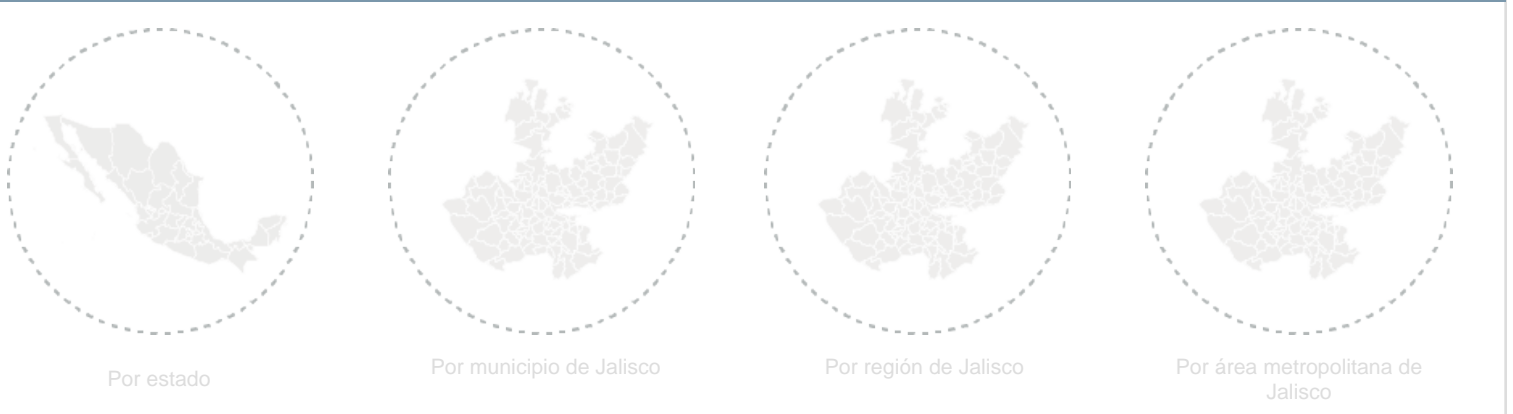 Por estado
Por municipio de Jalisco
Por región de Jalisco
Por área metropolitana de
Jalisco